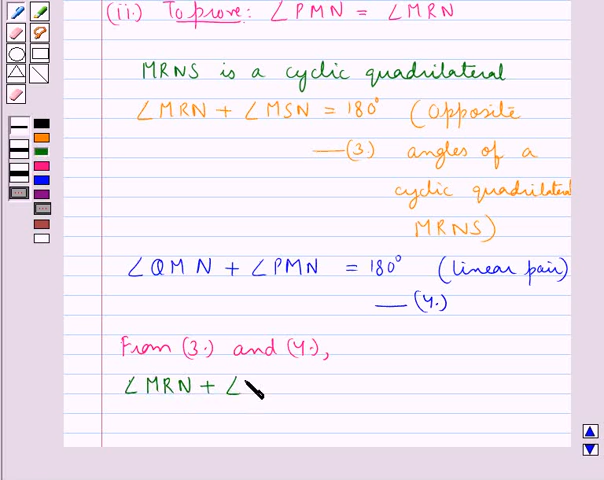 (ii.) To prove: ∠PMN = ∠MRN
MRNS is a cyclic quadrilateral
∠MRN + ∠MSN = 180° (Opposite
—(3.) angles of a
cyclic quadrilateral
MRNS)
∠QMN + ∠PMN = 180° (linear pair)
—(4.)
From (3.) and (4.),
∠MRN + ∠